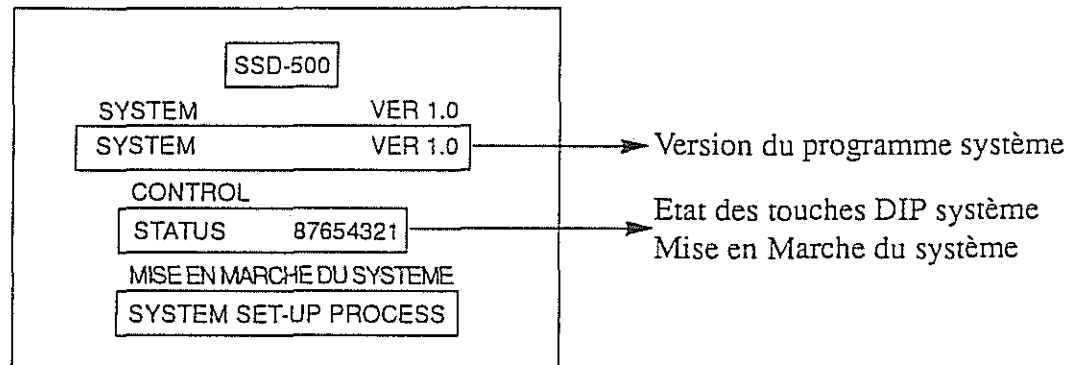 SSD-500
SYSTEM VER 1.0
SYSTEM VER 1.0
Version du programme système
CONTROL
STATUS 87654321
Etat des touches DIP système
Mise en Marche du système
MISE EN MARCHE DU SYSTEME
SYSTEM SET-UP PROCESS